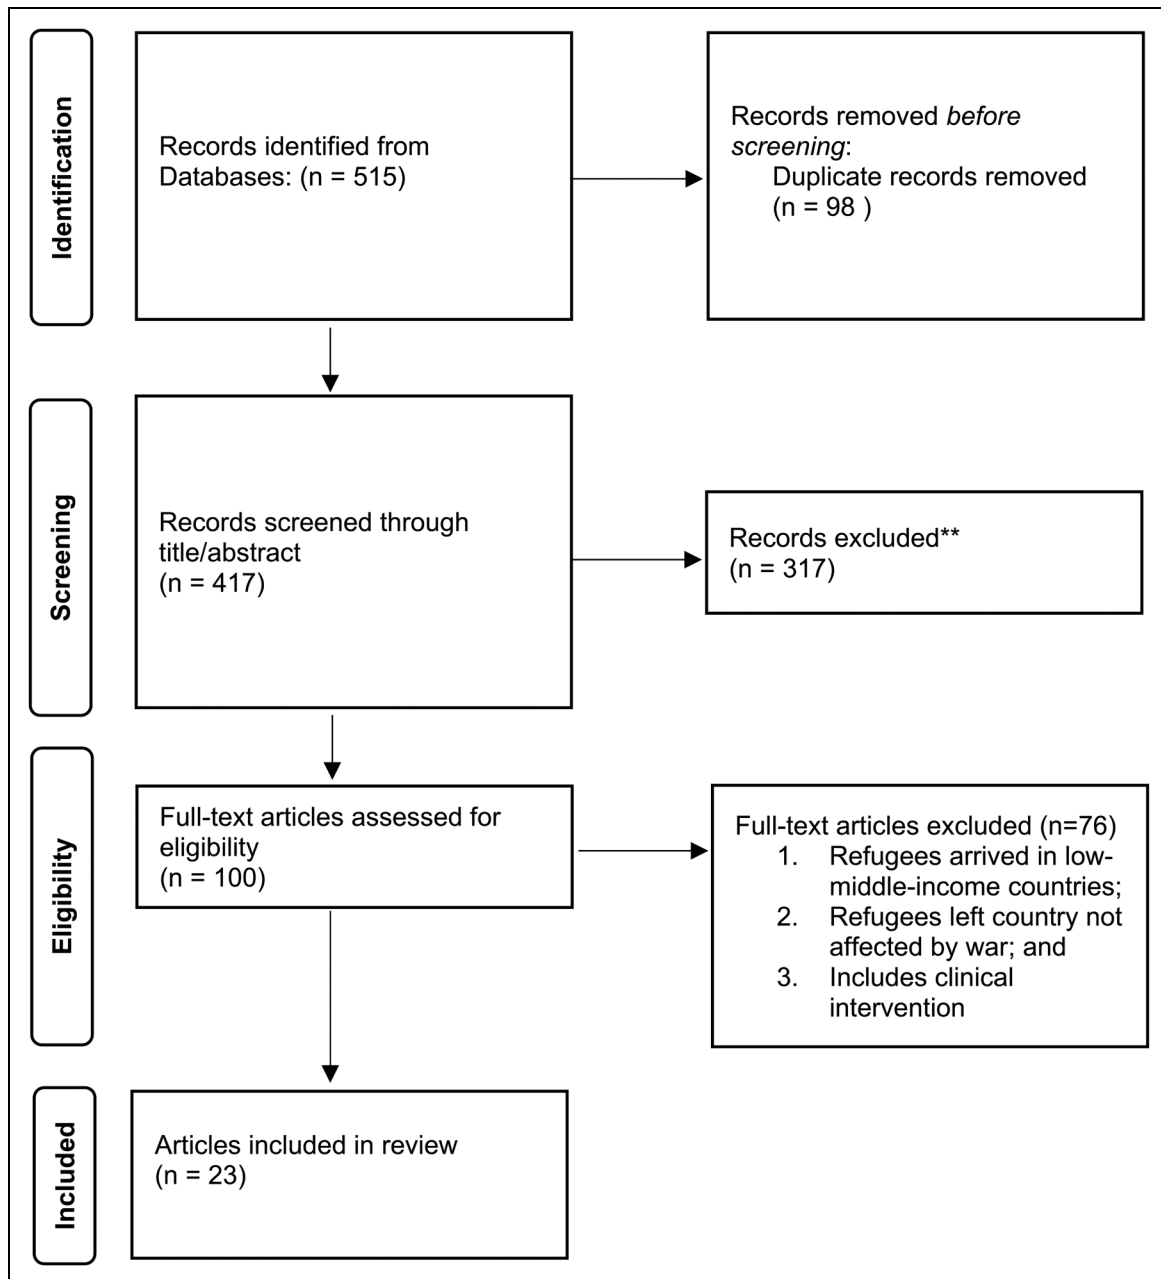 Identification
Records identified from
Databases: (n = 515)
Records removed before
screening:
Duplicate records removed
(n = 98 )
Screening
Records screened through
title/abstract
(n = 417)
Records excluded**
(n = 317)
Eligibility
Full-text articles assessed for
eligibility
(n = 100)
Full-text articles excluded (n=76)
1. Refugees arrived in low-
middle-income countries;
2. Refugees left country not
affected by war; and
3. Includes clinical
intervention
Included
Articles included in review
(n = 23)